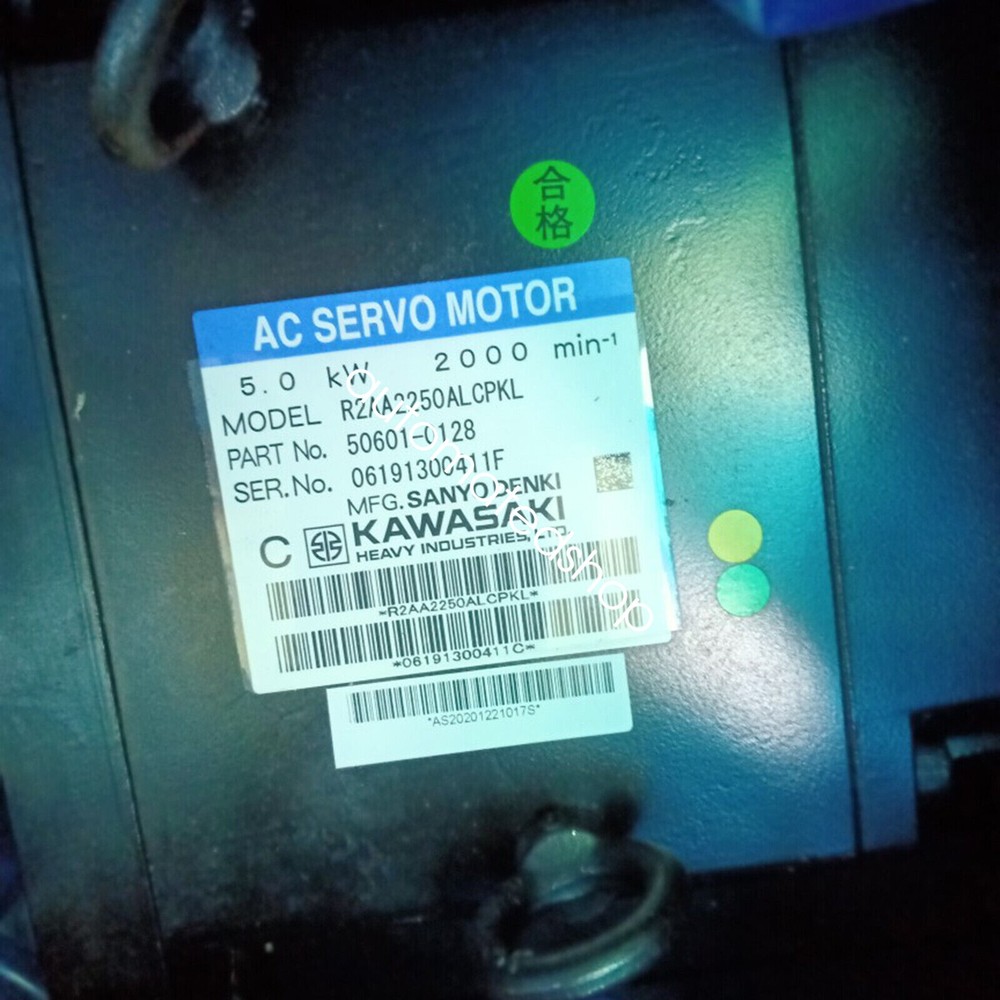 合
格
AC SERVO MOTOR
5.0 kW 2000 min-1
MODEL R2AA2250ALCPKL
PART No. 50601-0128
SER.No. 06191300411F
MFG. SANYO DENKI
C KAWASAKI
HEAVY INDUSTRIES,LTD.
*R2AA2250ALCPKL*
*06191300411C*
*AS20201221017S*
automatedshop